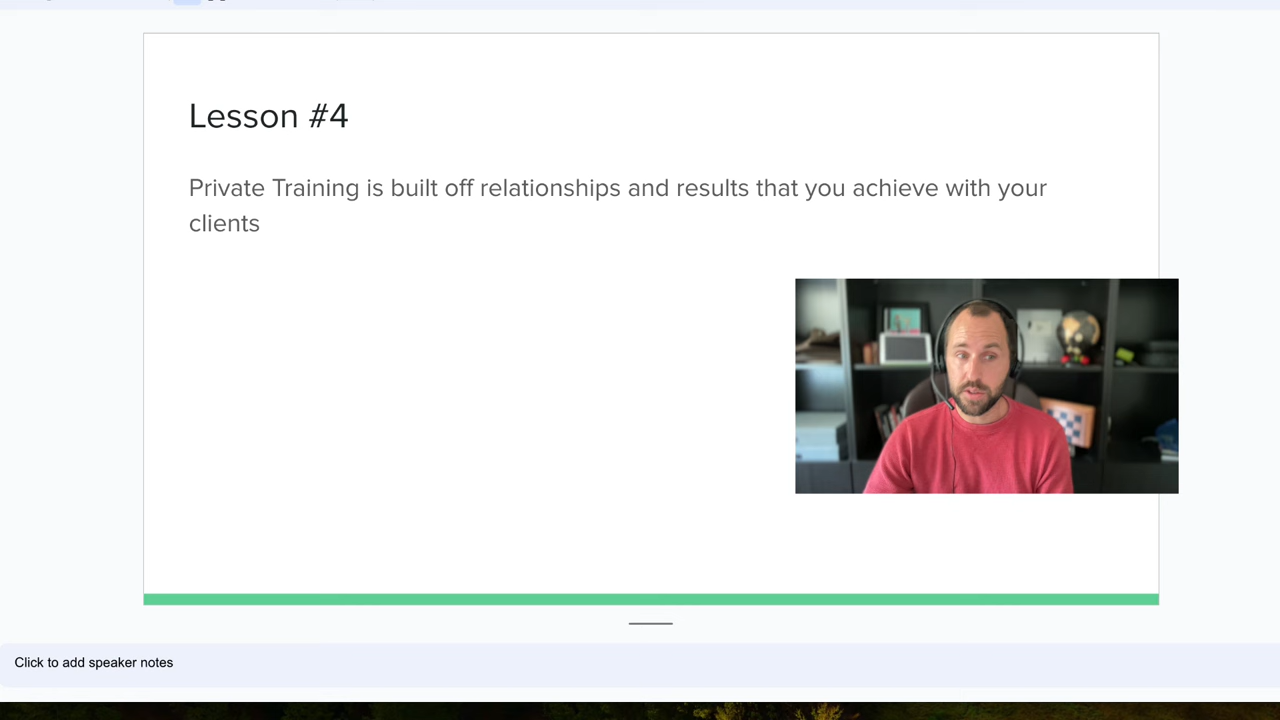 Lesson #4
Private Training is built off relationships and results that you achieve with your
clients
Click to add speaker notes